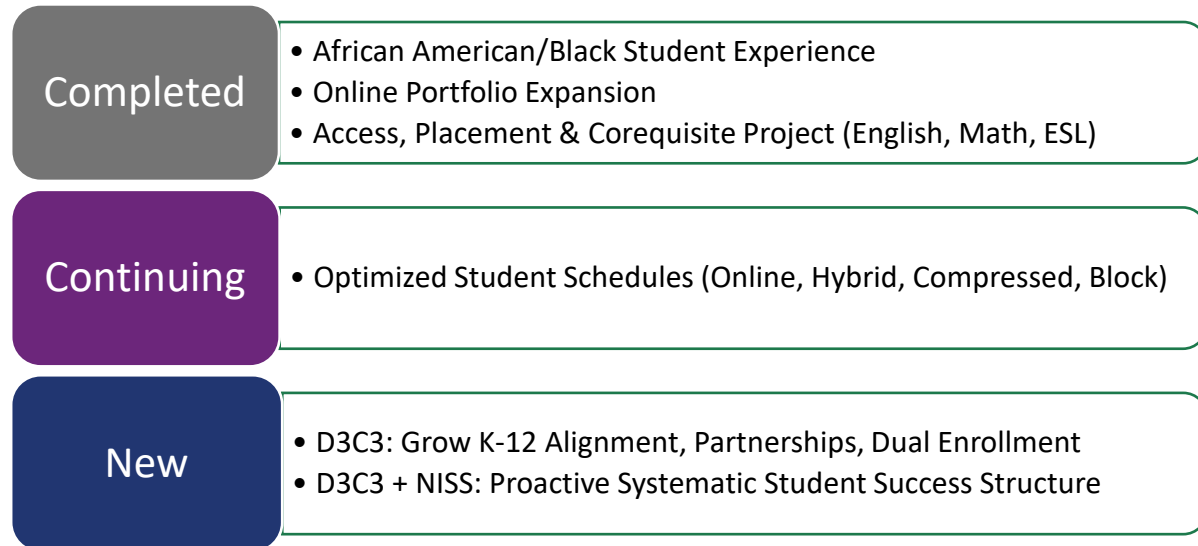 Completed
• African American/Black Student Experience
• Online Portfolio Expansion
• Access, Placement & Corequisite Project (English, Math, ESL)
Continuing
• Optimized Student Schedules (Online, Hybrid, Compressed, Block)
New
• D3C3: Grow K-12 Alignment, Partnerships, Dual Enrollment
• D3C3 + NISS: Proactive Systematic Student Success Structure